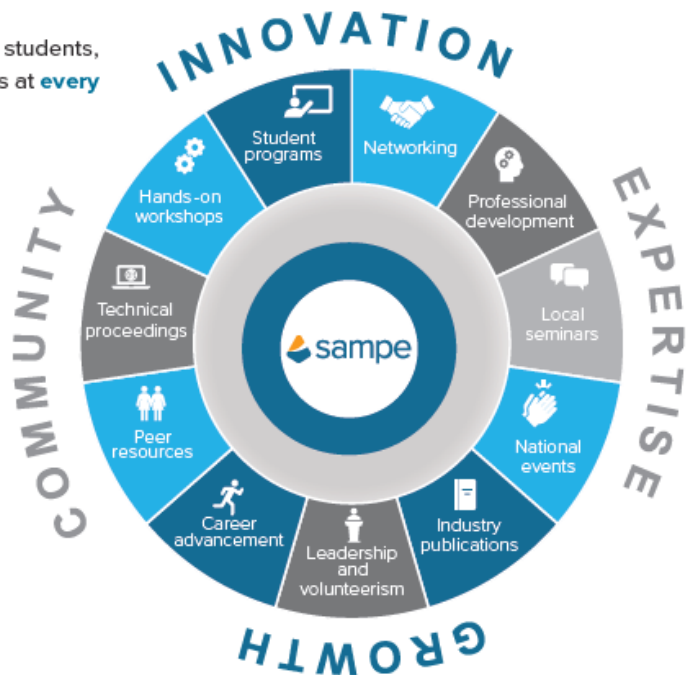 students,
s at every
INNOVATION
EXPERTISE
GROWTH
COMMUNITY
Student
programs
Networking
Professional
development
Local
seminars
National
events
Industry
publications
Leadership
and
volunteerism
Career
advancement
Peer
resources
Technical
proceedings
Hands-on
workshops
sampe